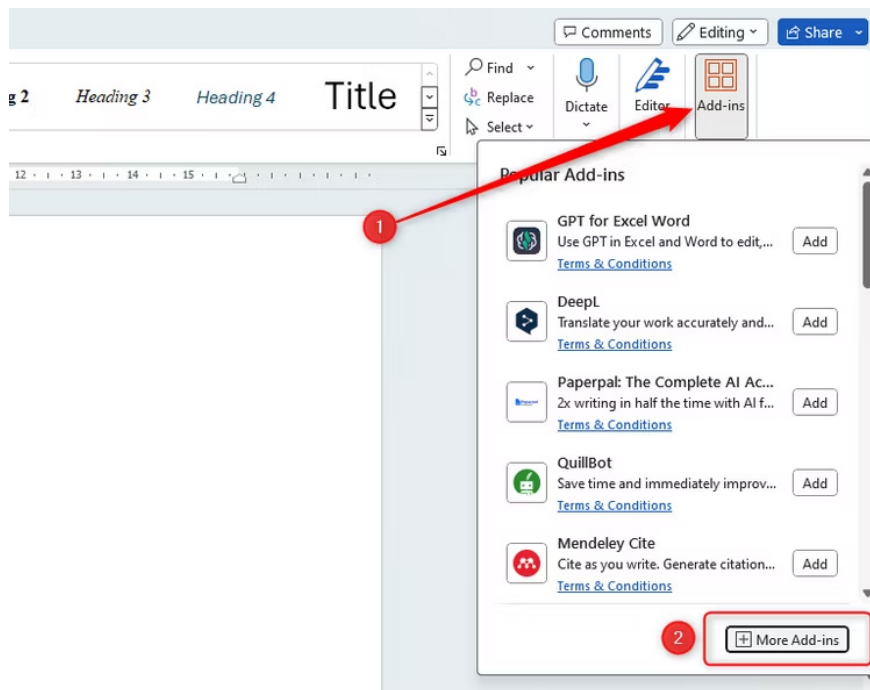 Comments
Editing
Share
g 2
Heading 3
Heading 4
Title
Find
Replace
Select
Dictate
Editor
Add-ins
12 13 14 15
1
Popular Add-ins
GPT for Excel Word
Use GPT in Excel and Word to edit,...
Terms & Conditions
Add
DeepL
Translate your work accurately and...
Terms & Conditions
Add
Paperpal: The Complete AI Ac...
2x writing in half the time with AI f...
Terms & Conditions
Add
QuillBot
Save time and immediately improv...
Terms & Conditions
Add
Mendeley Cite
Cite as you write. Generate citation...
Terms & Conditions
Add
2
More Add-ins